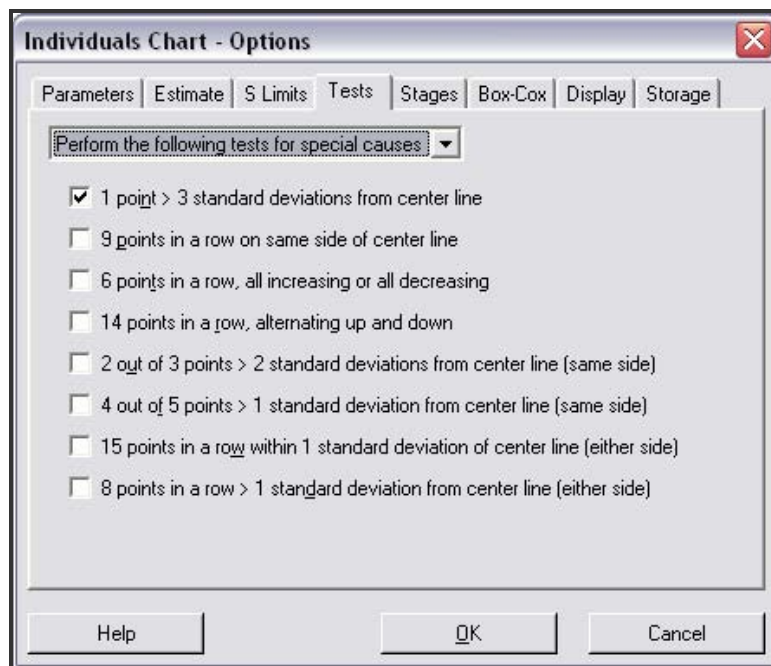 Individuals Chart - Options
Parameters Estimate S Limits Tests Stages Box-Cox Display Storage
Perform the following tests for special causes
1 point > 3 standard deviations from center line
9 points in a row on same side of center line
6 points in a row, all increasing or all decreasing
14 points in a row, alternating up and down
2 out of 3 points > 2 standard deviations from center line (same side)
4 out of 5 points > 1 standard deviation from center line (same side)
15 points in a row within 1 standard deviation of center line (either side)
8 points in a row > 1 standard deviation from center line (either side)
Help OK Cancel